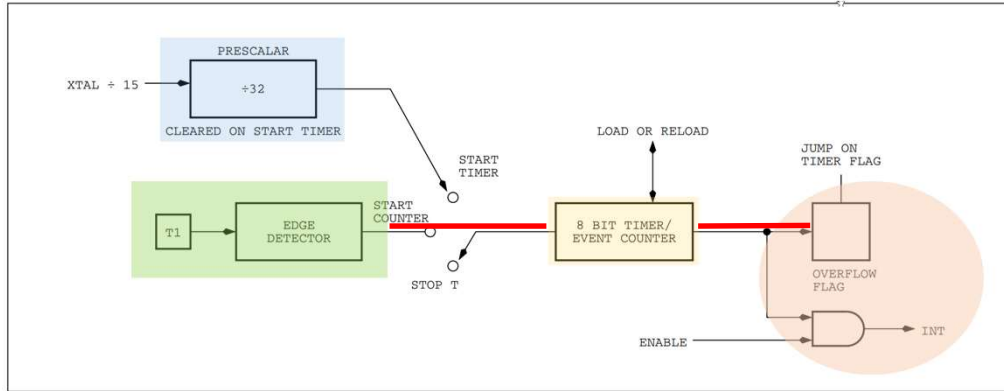 PRESCALAR
XTAL ÷ 15
÷32
CLEARED ON START TIMER
LOAD OR RELOAD
JUMP ON
TIMER FLAG
START
TIMER
START
COUNTER
T1
EDGE
DETECTOR
8 BIT TIMER/
EVENT COUNTER
STOP T
OVERFLOW
FLAG
ENABLE
INT